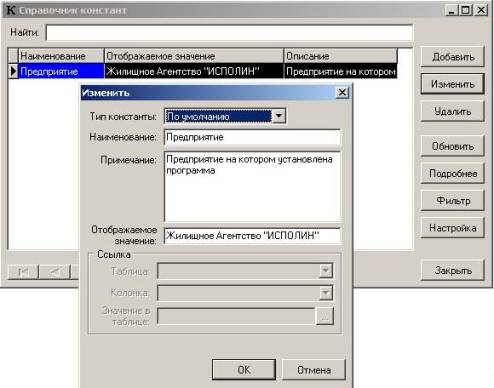 К Справочник констант
Найти:
Наименование Отображаемое значение Описание
Предприятие Жилищное Агентство "ИСПОЛИН" Предприятие на котором
Добавить
Изменить
Удалить
Обновить
Подробнее
Фильтр
Настройка
Закрыть
Изменить
Тип константы: По умолчанию
Наименование: Предприятие
Примечание: Предприятие на котором установлена
программа
Отображаемое
значение: Жилищное Агентство "ИСПОЛИН"
Ссылка
Таблица:
Колонка:
Значение в
таблице: ...
OK Отмена